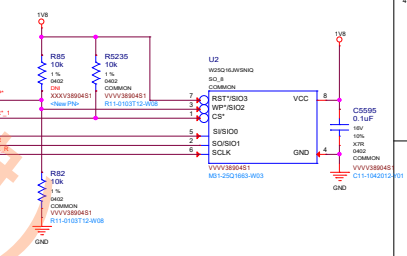 1V8
R85
10k
1 %
0402
DNI
XXXV38904S1
<New PN>
R5235
10k
1 %
0402
COMMON
VVVV38904S1
R11-0103T12-W08
U2
W25Q16JWSNIQ
SO_8
COMMON
7 RST*/SIO3 VCC 8
3 WP*/SIO2
1 CS*
5 SI/SIO0
2 SO/SIO1 GND 4
6 SCLK
VVVV38904S1
M31-25Q1663-W03
1V8
C5595
0.1uF
16V
10%
X7R
0402
COMMON
VVVV38904S1
C11-1042012-Y01
GND
R82
10k
1 %
0402
COMMON
VVVV38904S1
R11-0103T12-W08
GND